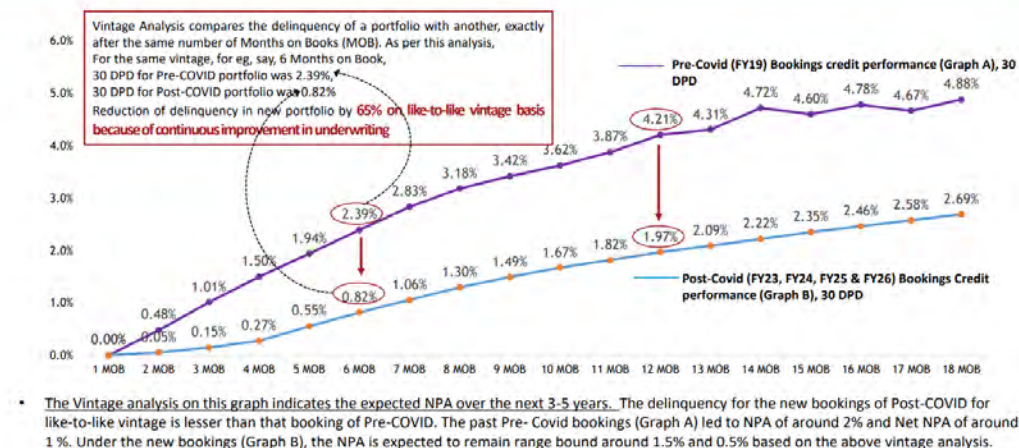 Vintage Analysis compares the delinquency of a portfolio with another, exactly
after the same number of Months on Books (MOB). As per this analysis,
For the same vintage, for eg, say, 6 Months on Book,
30 DPD for Pre-COVID portfolio was 2.39%,
30 DPD for Post-COVID portfolio was 0.82%
Reduction of delinquency in new portfolio by 65% on like-to-like vintage basis
because of continuous improvement in underwriting
6.0%
5.0%
4.0%
3.0%
2.0%
1.0%
0.0%
Pre-Covid (FY19) Bookings credit performance (Graph A), 30
DPD
0.00% 0.48% 1.01% 1.50% 1.94% 2.39% 2.83% 3.18% 3.42% 3.62% 3.87% 4.21% 4.31% 4.72% 4.60% 4.78% 4.67% 4.88%
0.05% 0.15% 0.27% 0.55% 0.82% 1.06% 1.30% 1.49% 1.67% 1.82% 1.97% 2.09% 2.22% 2.35% 2.46% 2.58% 2.69%
Post-Covid (FY23, FY24, FY25 & FY26) Bookings Credit
performance (Graph B), 30 DPD
1 MOB 2 MOB 3 MOB 4 MOB 5 MOB 6 MOB 7 MOB 8 MOB 9 MOB 10 MOB 11 MOB 12 MOB 13 MOB 14 MOB 15 MOB 16 MOB 17 MOB 18 MOB
• The Vintage analysis on this graph indicates the expected NPA over the next 3-5 years. The delinquency for the new bookings of Post-COVID for
like-to-like vintage is lesser than that booking of Pre-COVID. The past Pre- Covid bookings (Graph A) led to NPA of around 2% and Net NPA of around
1 %. Under the new bookings (Graph B), the NPA is expected to remain range bound around 1.5% and 0.5% based on the above vintage analysis.